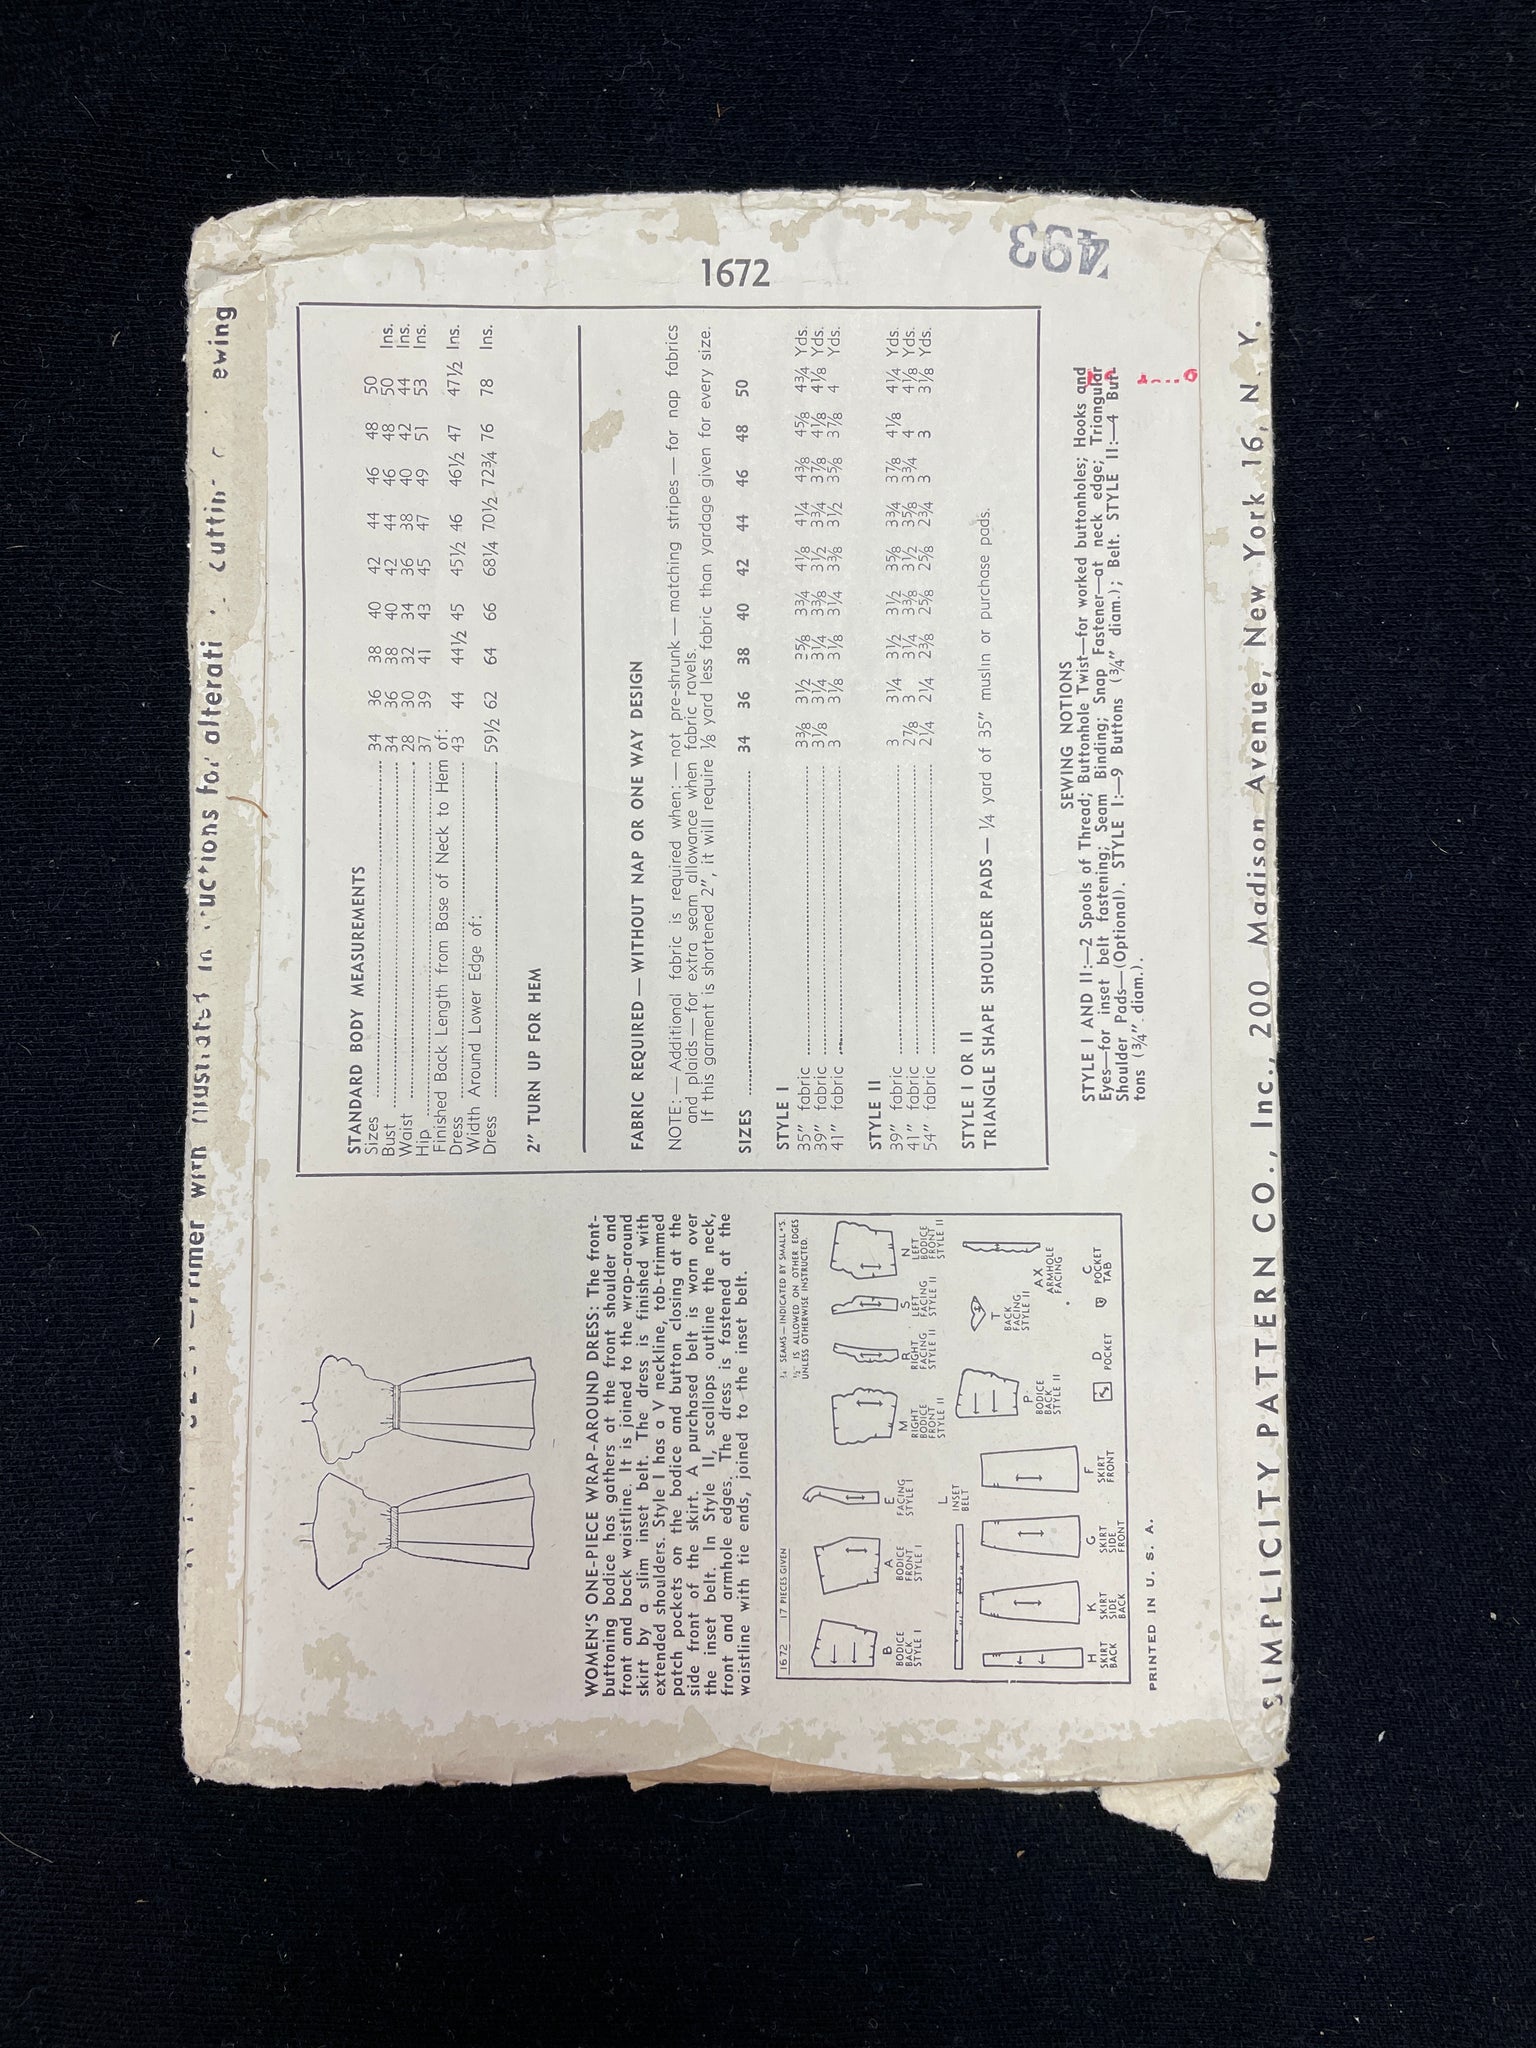 1672
493
Primer with Illustrated Instructions for
SIMPLICITY PATTERN CO., Inc., 200 Madison Avenue, New York 16, N. Y.
WOMEN'S ONE-PIECE WRAP-AROUND DRESS: The front-
buttoning bodice has gathers at the front shoulder and
front and back waistline. It is joined to the wrap-around
skirt by a slim inset belt. The dress is finished with
extended shoulders. Style I has a V neckline, tab-trimmed
patch pockets on the bodice and button closing at the
side front of the skirt. A purchased belt is worn over
the inset belt. In Style II, scallops outline the neck,
front and armhole edges. The dress is fastened at the
waistline with tie ends, joined to the inset belt.
1672 17 PIECES GIVEN
¾" SEAMS—INDICATED BY SMALL °'S.
½" IS ALLOWED ON OTHER EDGES
UNLESS OTHERWISE INSTRUCTED.
B
BODICE
BACK
STYLE I
A
BODICE
FRONT
STYLE I
E
FACING
STYLE I
M
RIGHT
BODICE
FRONT
STYLE II
R
RIGHT
FACING
STYLE II
S
LEFT
FACING
STYLE II
N
LEFT
BODICE
FRONT
STYLE II
L
INSET
BELT
P
BODICE
BACK
STYLE II
T
BACK
FACING
STYLE II
AX
ARMHOLE
FACING
H
SKIRT
BACK
K
SKIRT
SIDE
BACK
G
SKIRT
SIDE
FRONT
F
SKIRT
FRONT
D
POCKET
C
POCKET
TAB
PRINTED IN U. S. A.
STANDARD BODY MEASUREMENTS
Sizes 34 36 38 40 42 44 46 48 50
Bust 34 36 38 40 42 44 46 48 50 Ins.
Waist 28 30 32 34 36 38 40 42 44 Ins.
Hip 37 39 41 43 45 47 49 51 53 Ins.
Finished Back Length from Base of Neck to Hem of:
Dress 43 44 44½ 45 45½ 46 46½ 47 47½ Ins.
Width Around Lower Edge of:
Dress 59½ 62 64 66 68¼ 70½ 72¾ 76 78 Ins.
2" TURN UP FOR HEM
FABRIC REQUIRED — WITHOUT NAP OR ONE WAY DESIGN
NOTE: — Additional fabric is required when: — not pre-shrunk — matching stripes — for nap fabrics
and plaids — for extra seam allowance when fabric ravels.
If this garment is shortened 2", it will require ⅛ yard less fabric than yardage given for every size.
SIZES 34 36 38 40 42 44 46 48 50
STYLE I
35" fabric 3⅜ 3½ 3⅝ 3¾ 4⅛ 4¼ 4⅜ 4⅝ 4¾ Yds.
39" fabric 3⅛ 3¼ 3¼ 3⅜ 3½ 3¾ 3⅞ 4⅛ 4⅛ Yds.
41" fabric 3 3⅛ 3⅛ 3¼ 3⅜ 3½ 3⅝ 3⅞ 4 Yds.
STYLE II
39" fabric 3 3¼ 3½ 3½ 3⅝ 3¾ 3⅞ 4⅛ 4¼ Yds.
41" fabric 2⅞ 3 3¼ 3⅜ 3½ 3⅝ 3¾ 4 4⅛ Yds.
54" fabric 2¼ 2¼ 2⅜ 2⅝ 2⅝ 2¾ 3 3 3⅛ Yds.
STYLE I OR II
TRIANGLE SHAPE SHOULDER PADS — ¼ yard of 35" muslin or purchase pads.
SEWING NOTIONS
STYLE I AND II:—2 Spools of Thread; Buttonhole Twist—for worked buttonholes; Hooks and
Eyes—for inset belt fastening; Seam Binding; Snap Fastener—at neck edge; Triangular
Shoulder Pads—(Optional). STYLE I:—9 Buttons (¾" diam.); Belt. STYLE II:—4 But-
tons (¾" diam.).